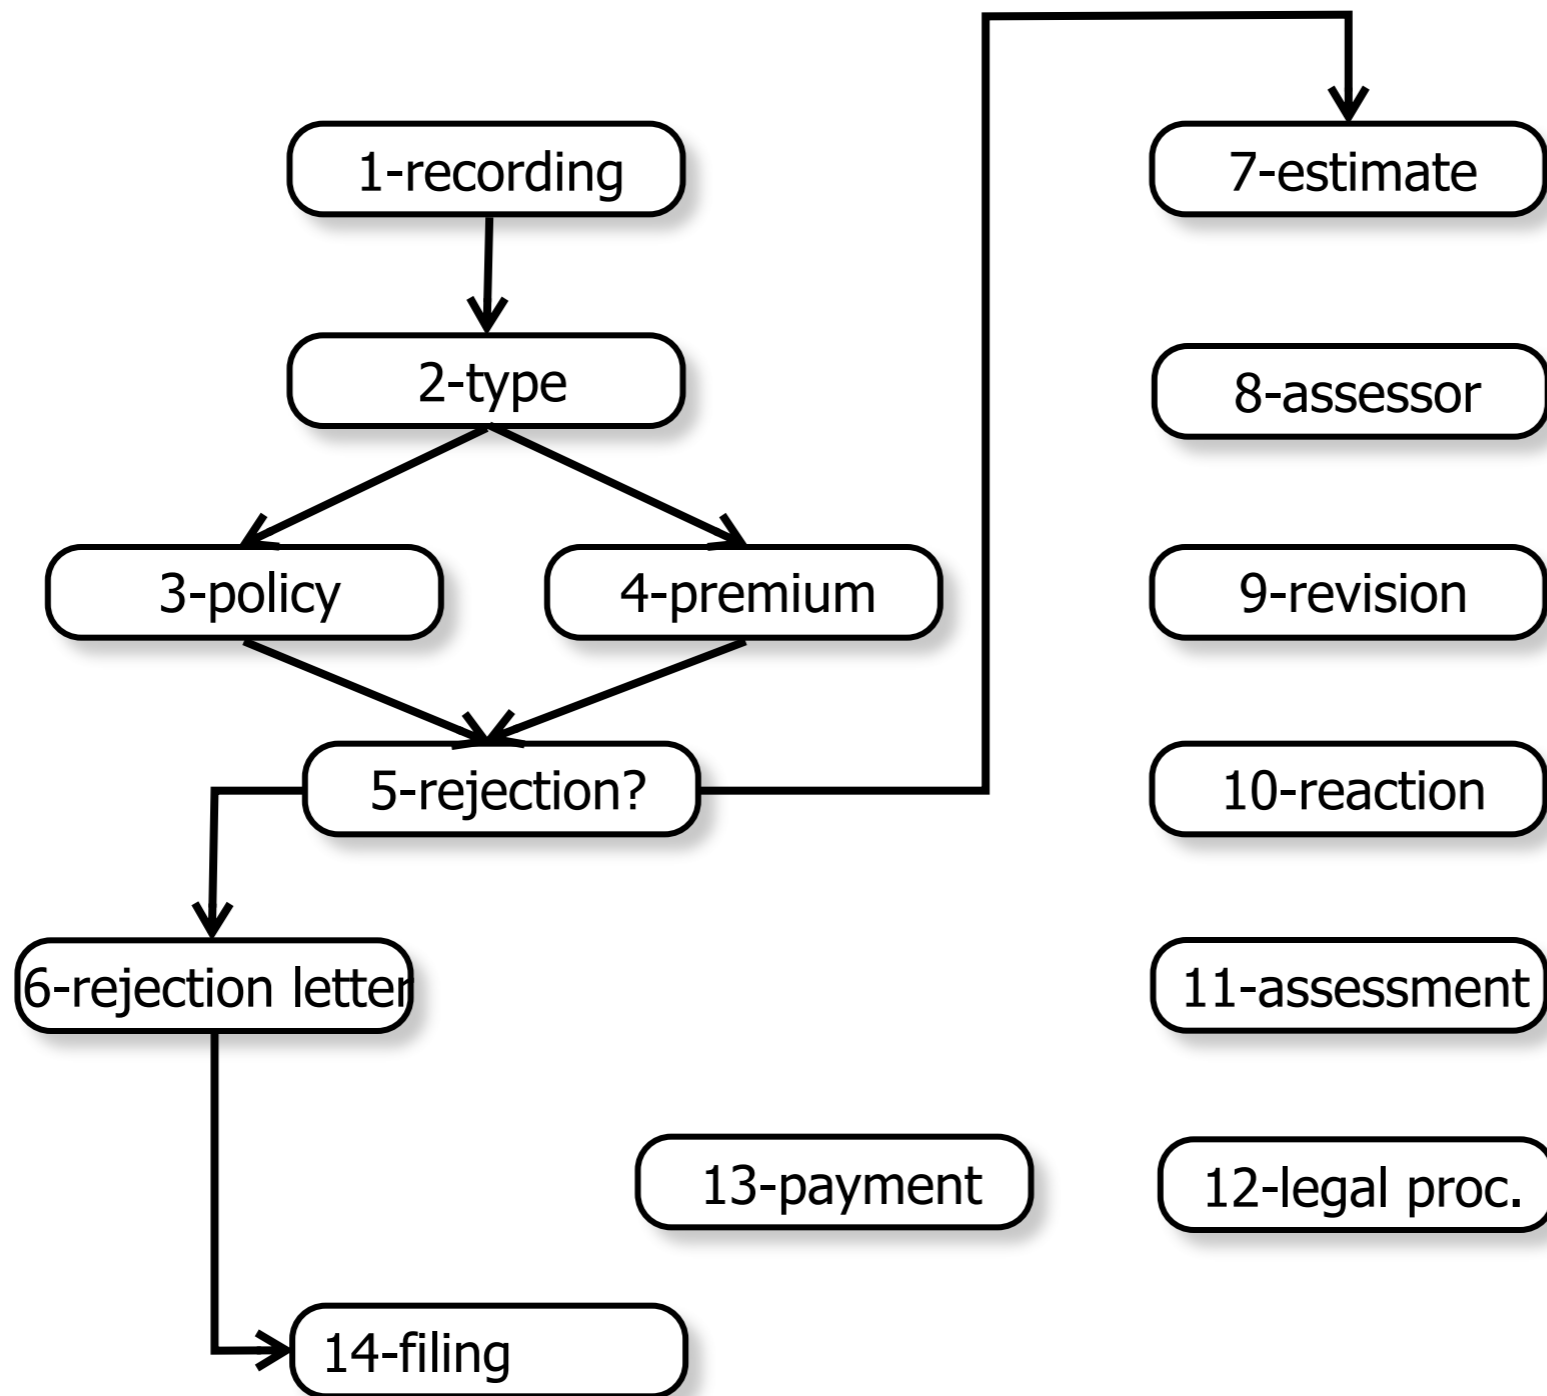 1-recording
2-type
3-policy
4-premium
5-rejection?
6-rejection letter
7-estimate
8-assessor
9-revision
10-reaction
11-assessment
12-legal proc.
13-payment
14-filing